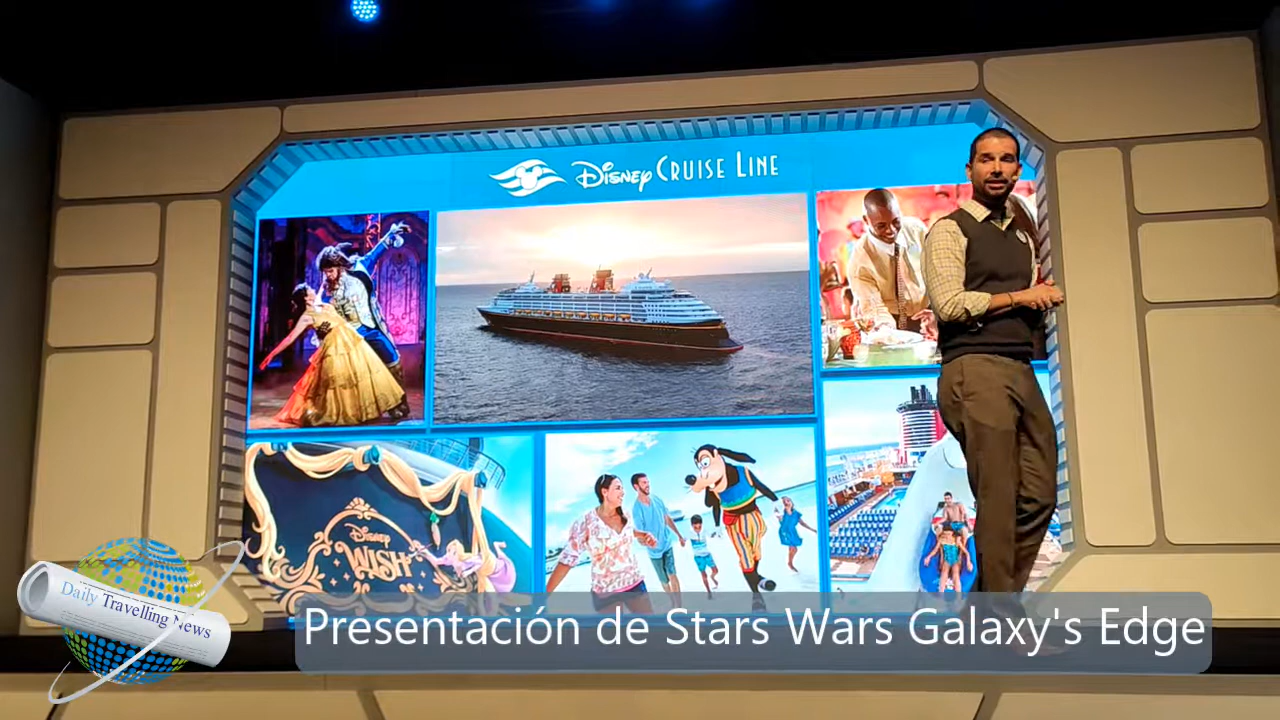 Disney CRUISE LINE
Disney
WISH
Daily Travelling News
Presentación de Stars Wars Galaxy's Edge